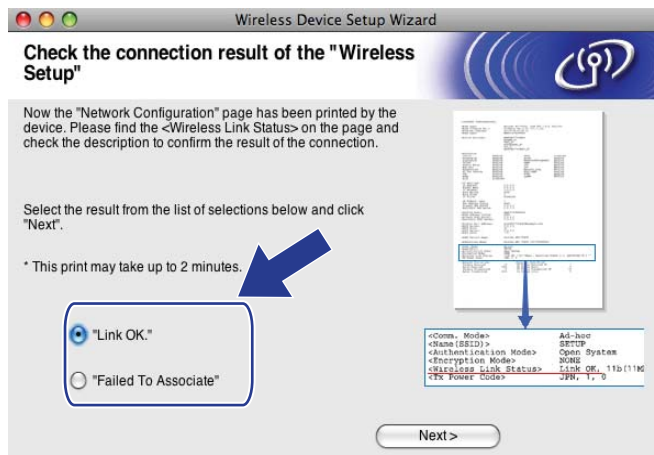 Wireless Device Setup Wizard
Check the connection result of the "Wireless
Setup"
Now the "Network Configuration" page has been printed by the
device. Please find the <Wireless Link Status> on the page and
check the description to confirm the result of the connection.
Select the result from the list of selections below and click
"Next".
* This print may take up to 2 minutes.
"Link OK."
"Failed To Associate"
<Comm. Mode> Ad-hoc
<Name(SSID)> SETUP
<Authentication Mode> Open System
<Encryption Mode> NONE
<Wireless Link Status> Link OK, 11b(11M
<Tx Power Code> JPN, 1, 0
Next >